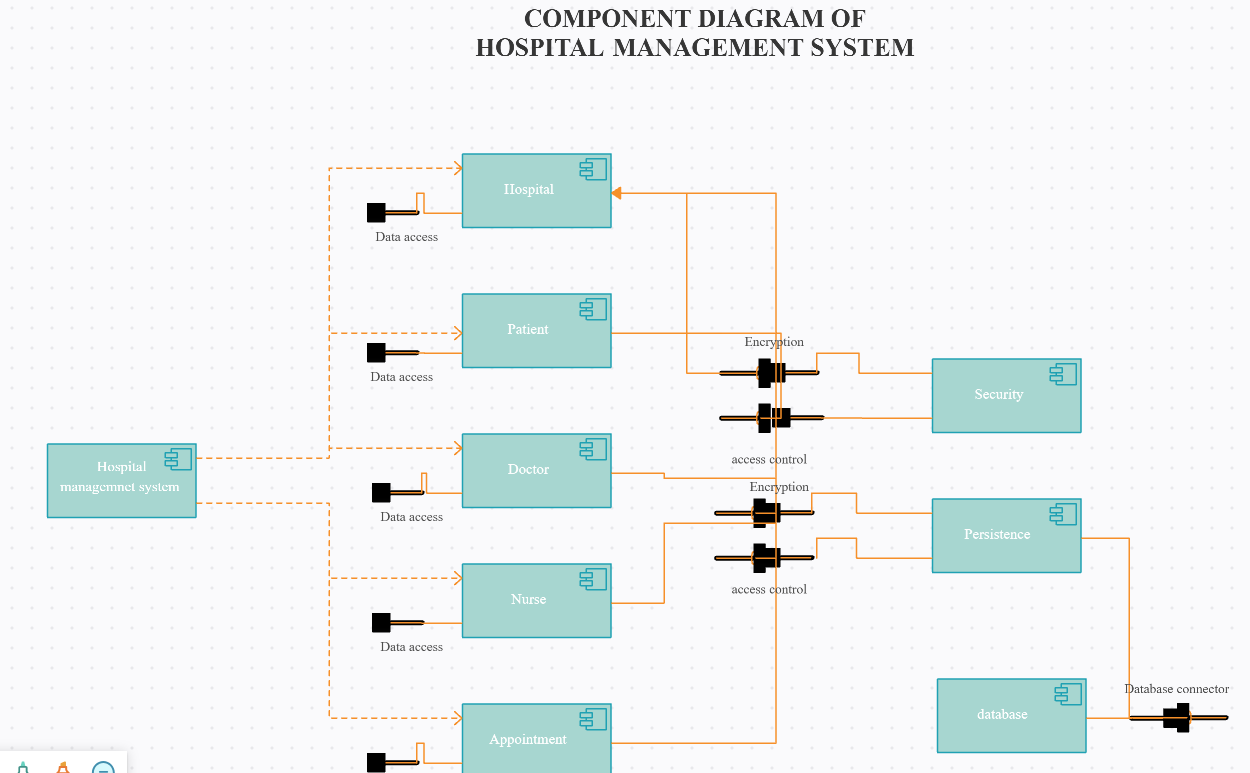 COMPONENT DIAGRAM OF
HOSPITAL MANAGEMENT SYSTEM
Hospital
Data access
Patient
Encryption
Data access
Security
access control
Doctor
Hospital
managemnet system
Encryption
Data access
Persistence
access control
Nurse
Data access
Database connector
database
Appointment